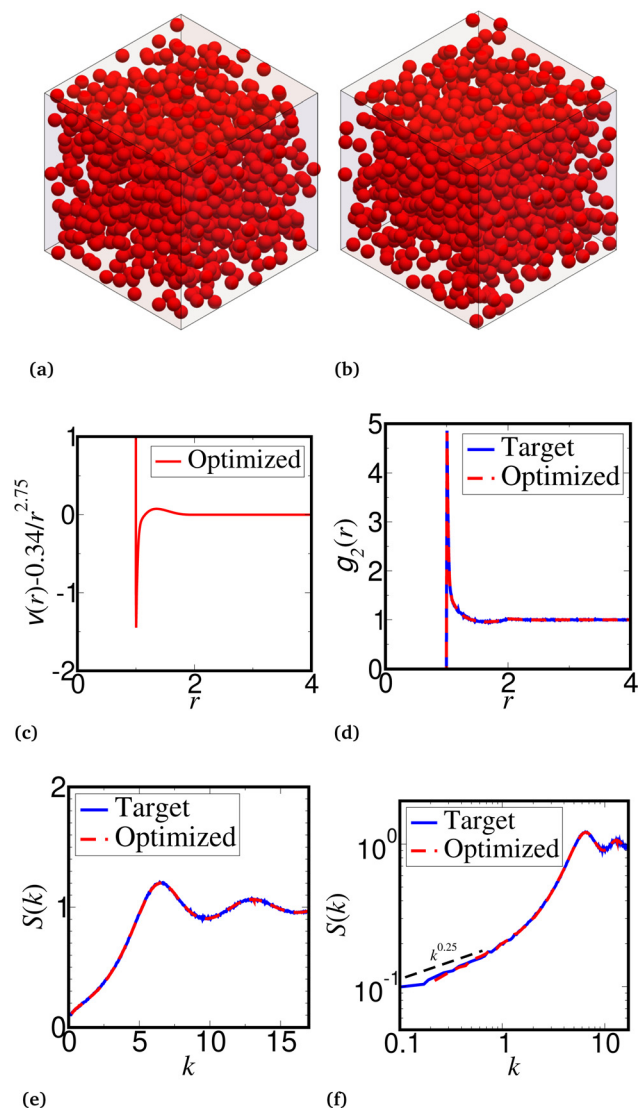 (a)
(b)
1
0
-1
-2
v(r)-0.34/r^2.75
Optimized
0
2
4
r
(c)
5
4
3
2
1
0
g₂(r)
Target
Optimized
0
2
4
r
(d)
2
1
0
S(k)
Target
Optimized
0
5
10
15
k
(e)
10^0
10^-1
S(k)
Target
Optimized
k^0.25
0.1
1
10
k
(f)